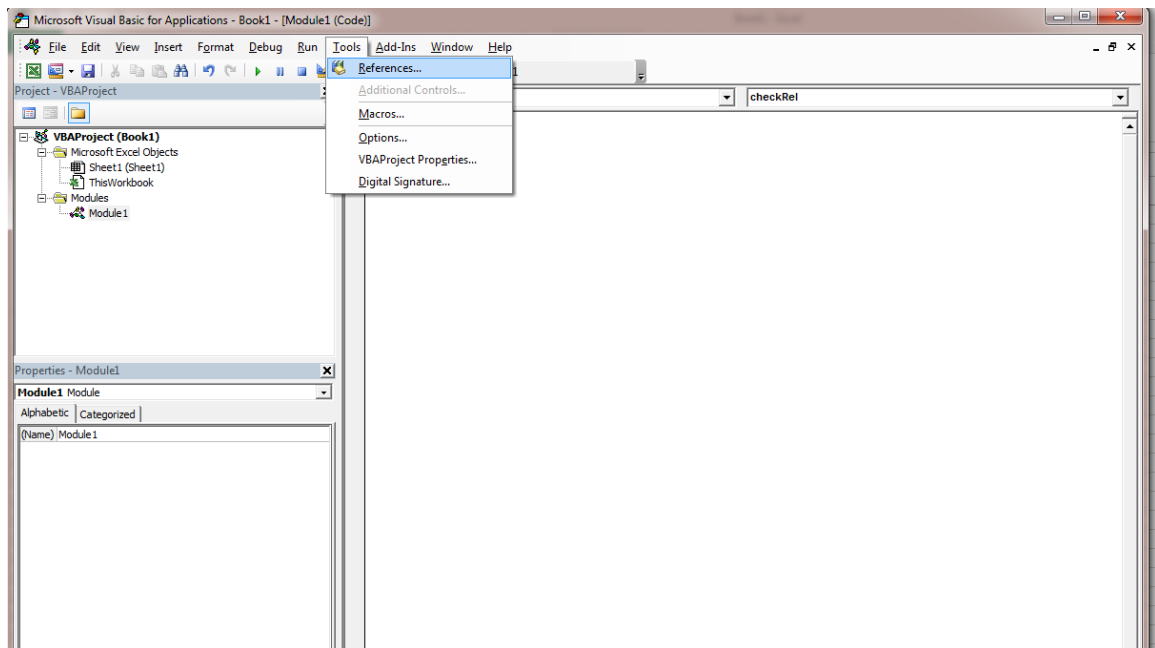 Microsoft Visual Basic for Applications - Book1 - [Module1 (Code)]
File Edit View Insert Format Debug Run Tools Add-Ins Window Help
References...
1
Project - VBAProject
Additional Controls...
checkRel
Macros...
VBAProject (Book1)
Options...
Microsoft Excel Objects
VBAProject Properties...
Sheet1 (Sheet1)
ThisWorkbook
Digital Signature...
Modules
Module1
Properties - Module1
Module1 Module
Alphabetic Categorized
(Name) Module1